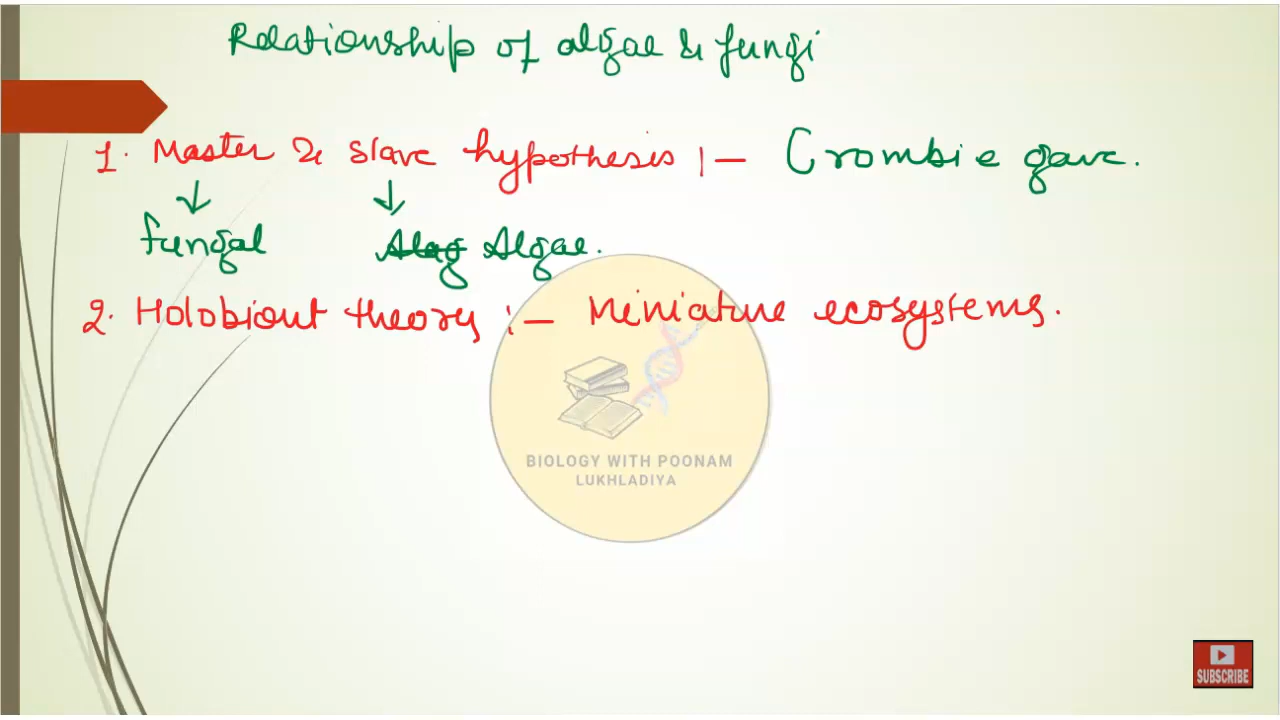 Relationship of algae & fungi
1. Master & Slave hypothesis :- Crombie gave.
fungal Algae.
2. Holobiont theory :- Miniature ecosystems.
BIOLOGY WITH POONAM
LUKHLADIYA
SUBSCRIBE